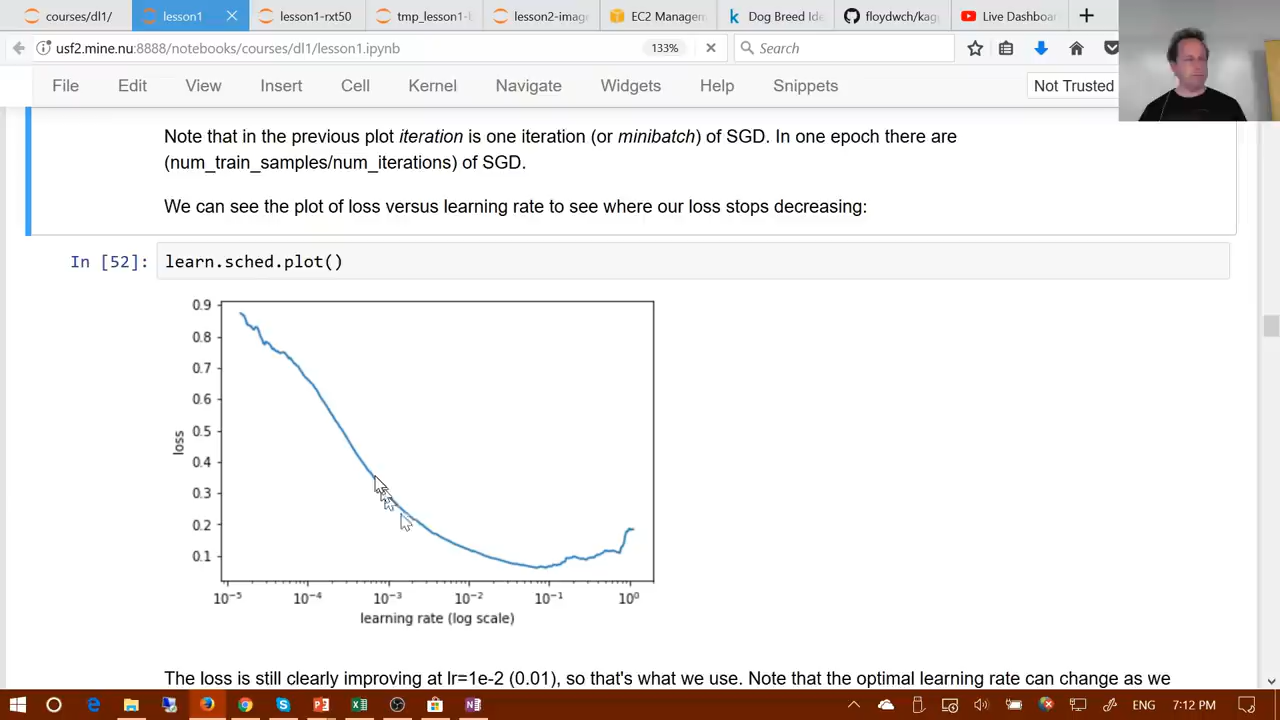 courses/dl1/
lesson1
lesson1-rxt50
tmp_lesson1-
lesson2-imag
EC2 Managem
Dog Breed Id
floydwch/kag
Live Dashboa
usf2.mine.nu:8888/notebooks/courses/dl1/lesson1.ipynb
133%
Search
File Edit View Insert Cell Kernel Navigate Widgets Help Snippets
Not Trusted
Note that in the previous plot iteration is one iteration (or minibatch) of SGD. In one epoch there are
(num_train_samples/num_iterations) of SGD.
We can see the plot of loss versus learning rate to see where our loss stops decreasing:
In [52]: learn.sched.plot()
0.9
0.8
0.7
0.6
0.5
0.4
0.3
0.2
0.1
loss
10⁻⁵ 10⁻⁴ 10⁻³ 10⁻² 10⁻¹ 10⁰
learning rate (log scale)
The loss is still clearly improving at lr=1e-2 (0.01), so that's what we use. Note that the optimal learning rate can change as we
ENG 7:12 PM